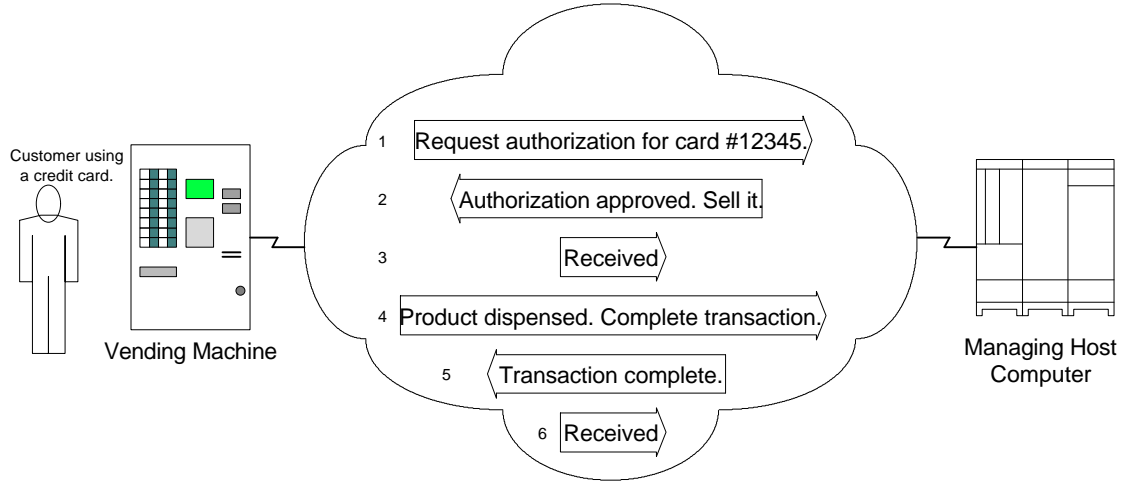 Customer using
a credit card.
Vending Machine
1 Request authorization for card #12345.
2 Authorization approved. Sell it.
3 Received
4 Product dispensed. Complete transaction.
5 Transaction complete.
6 Received
Managing Host
Computer